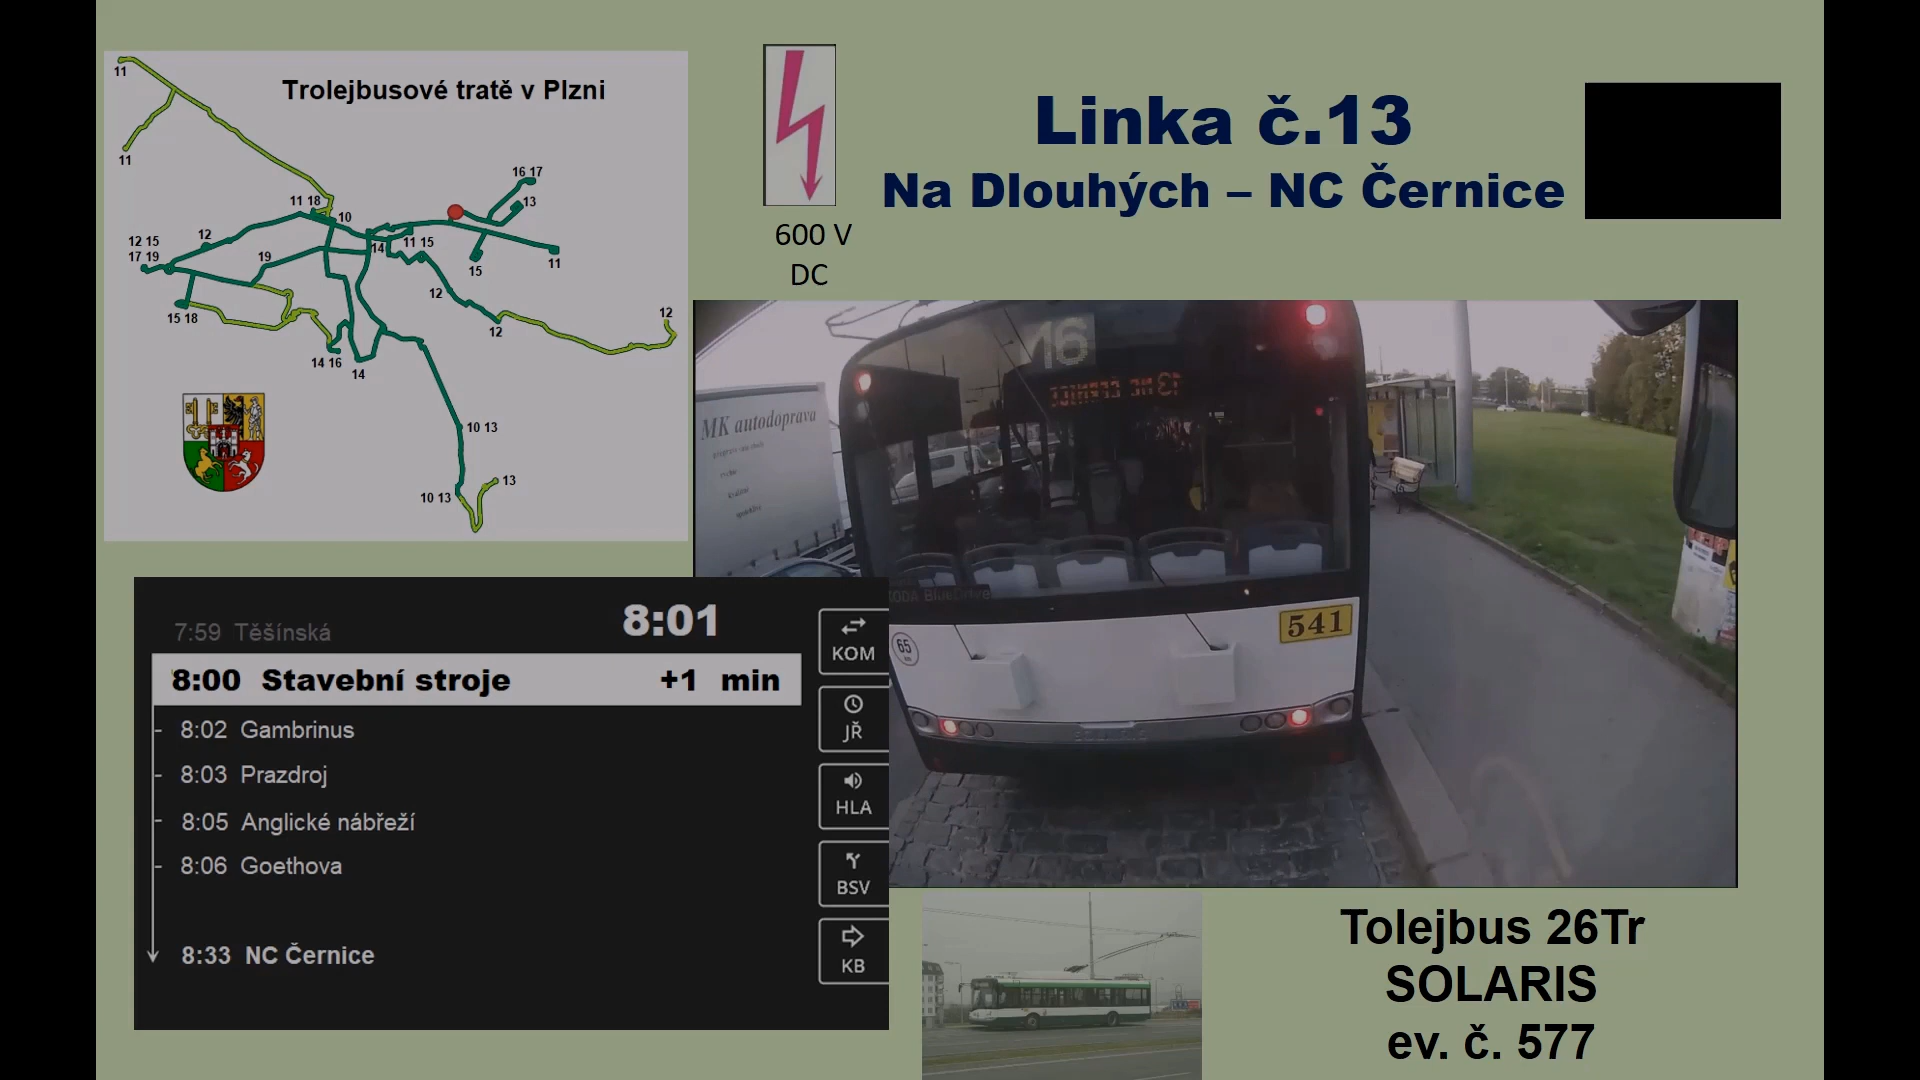 Trolejbusové tratě v Plzni
11
11
16 17
13
11 18
10
12
12 15
17 19
19
14
11 15
15
11
12
12
12
15 18
14 16
14
10 13
10 13
13
600 V
DC
Linka č.13
Na Dlouhých – NC Černice
16
MK autodoprava
541
65
8:01
7:59 Těšínská
8:00 Stavební stroje +1 min
8:02 Gambrinus
8:03 Prazdroj
8:05 Anglické nábřeží
8:06 Goethova
8:33 NC Černice
KOM
JŘ
HLA
BSV
KB
Tolejbus 26Tr
SOLARIS
ev. č. 577